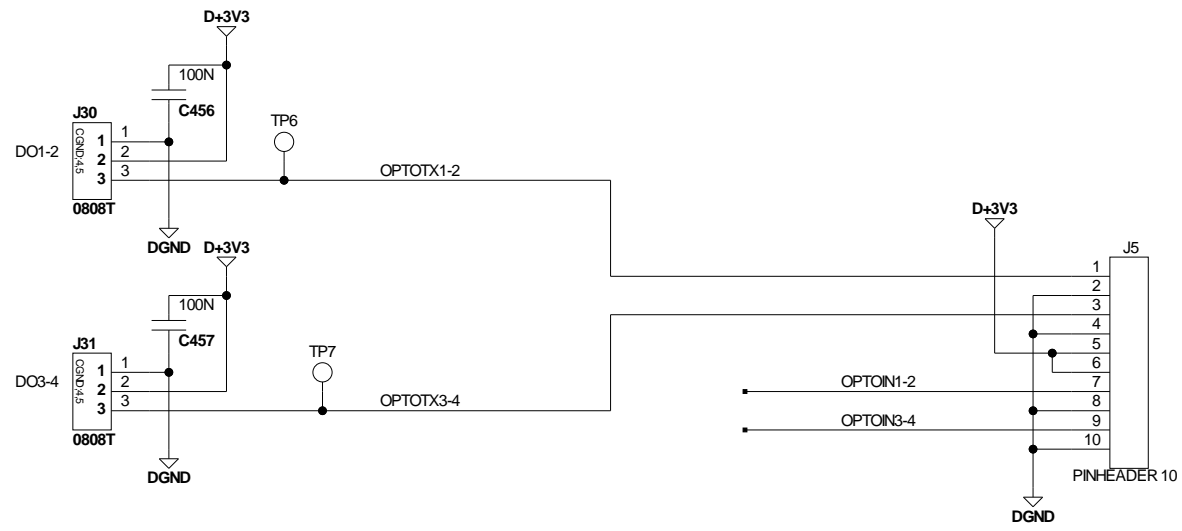 D+3V3
100N
C456
J30
CGND;4,5
1 1
2 2
3 3
DO1-2
0808T
TP6
OPTOTX1-2
DGND
D+3V3
100N
C457
J31
CGND;4,5
1 1
2 2
3 3
DO3-4
0808T
TP7
OPTOTX3-4
DGND
D+3V3
J5
1
2
3
4
5
6
OPTOIN1-2 7
8
OPTOIN3-4 9
10
PINHEADER 10
DGND